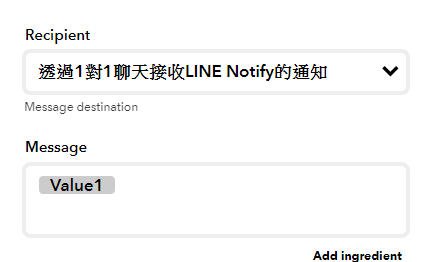 Recipient
透過1對1聊天接收LINE Notify的通知
Message destination
Message
Value1
Add ingredient